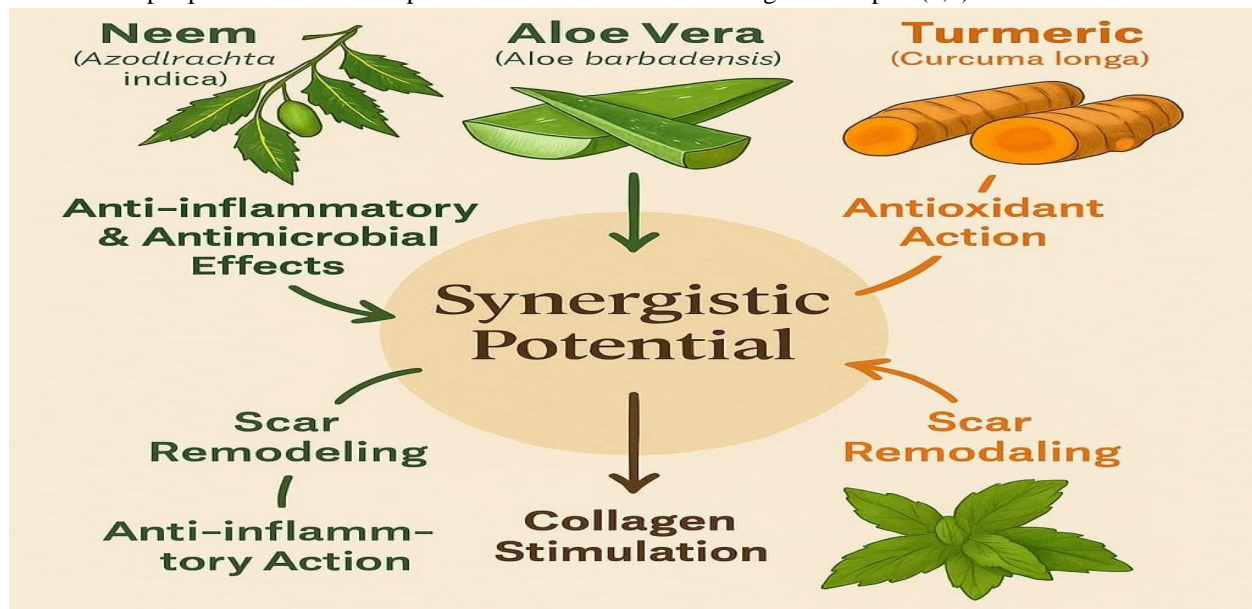 Neem
(Azodlrachta
indica)
Aloe Vera
(Aloe barbadensis)
Turmeric
(Curcuma longa)
Anti-inflammatory
& Antimicrobial
Effects
Antioxidant
Action
Synergistic
Potential
Scar
Remodeling
Anti-inflamm-
tory Action
Collagen
Stimulation
Scar
Remodaling